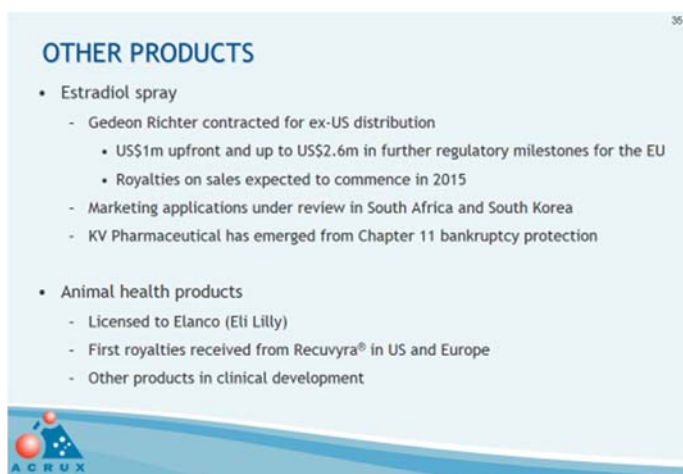 35
OTHER PRODUCTS
• Estradiol spray
- Gedeon Richter contracted for ex-US distribution
• US$1m upfront and up to US$2.6m in further regulatory milestones for the EU
• Royalties on sales expected to commence in 2015
- Marketing applications under review in South Africa and South Korea
- KV Pharmaceutical has emerged from Chapter 11 bankruptcy protection
• Animal health products
- Licensed to Elanco (Eli Lilly)
- First royalties received from Recuvyra® in US and Europe
- Other products in clinical development
ACRUX